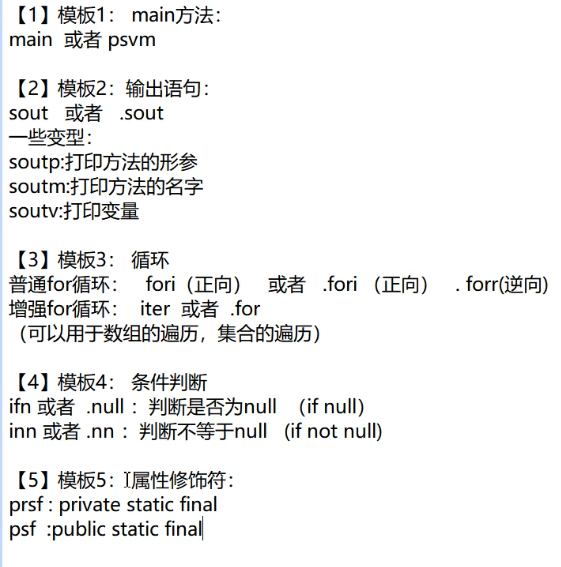 【1】模板1： main方法：
main 或者 psvm
【2】模板2：输出语句：
sout 或者 .sout
一些变型：
soutp:打印方法的形参
soutm:打印方法的名字
soutv:打印变量
【3】模板3： 循环
普通for循环： fori（正向） 或者 .fori （正向） . forr(逆向)
增强for循环： iter 或者 .for
（可以用于数组的遍历，集合的遍历）
【4】模板4： 条件判断
ifn 或者 .null ：判断是否为null （if null）
inn 或者 .nn ：判断不等于null (if not null)
【5】模板5：属性修饰符：
prsf : private static final
psf :public static final